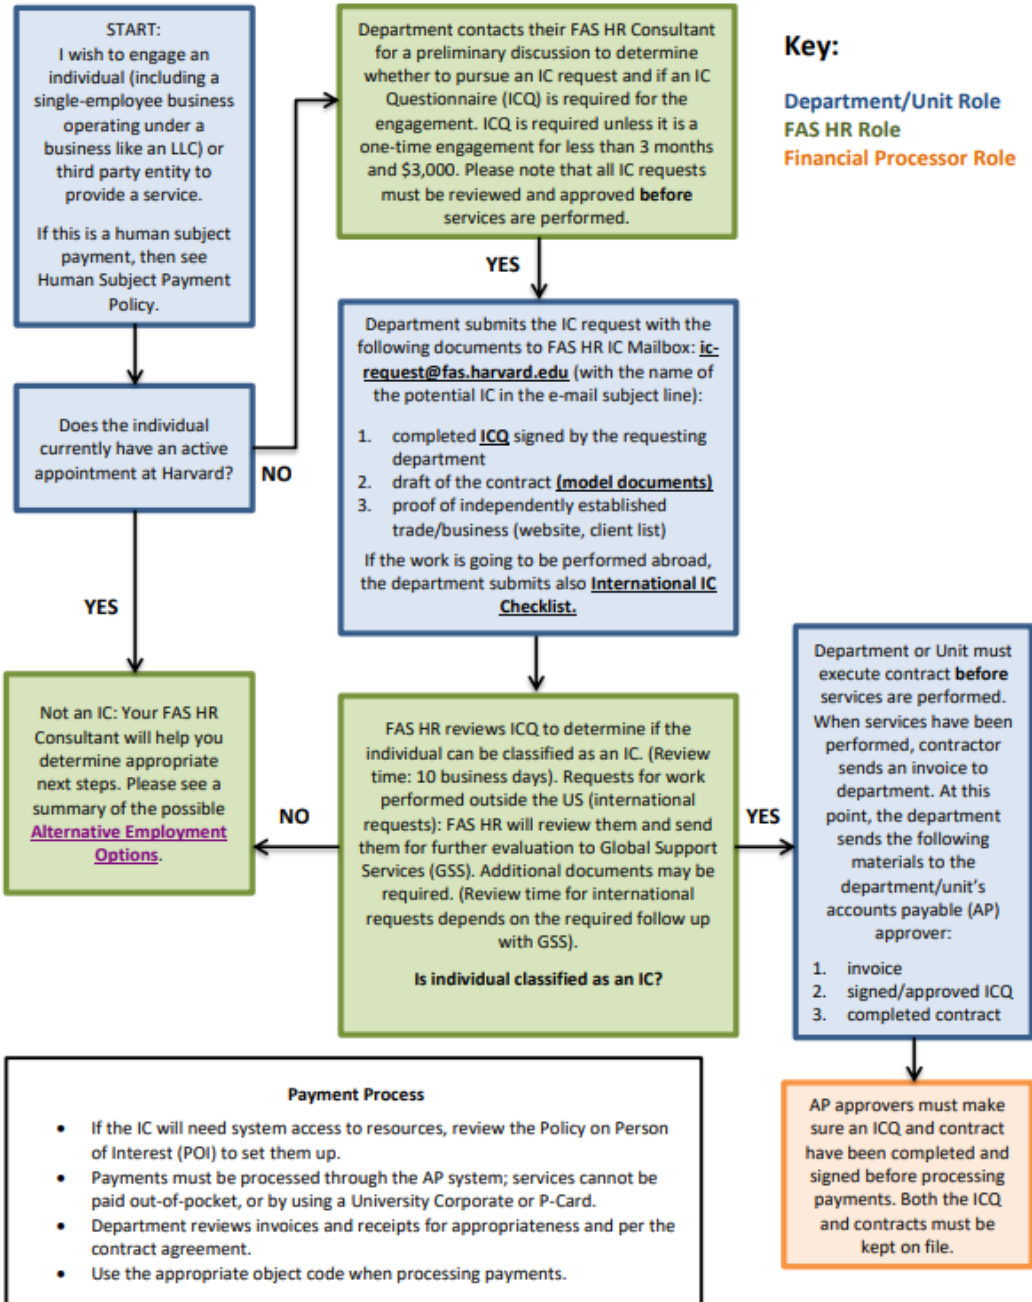 START:
I wish to engage an
individual (including a
single-employee business
operating under a
business like an LLC) or
third party entity to
provide a service.
If this is a human subject
payment, then see
Human Subject Payment
Policy.
Department contacts their FAS HR Consultant
for a preliminary discussion to determine
whether to pursue an IC request and if an IC
Questionnaire (ICQ) is required for the
engagement. ICQ is required unless it is a
one-time engagement for less than 3 months
and $3,000. Please note that all IC requests
must be reviewed and approved before
services are performed.
Key:
Department/Unit Role
FAS HR Role
Financial Processor Role
YES
Does the individual
currently have an active
appointment at Harvard?
NO
Department submits the IC request with the
following documents to FAS HR IC Mailbox: ic-
request@fas.harvard.edu (with the name of
the potential IC in the e-mail subject line):
1. completed ICQ signed by the requesting
department
2. draft of the contract (model documents)
3. proof of independently established
trade/business (website, client list)
If the work is going to be performed abroad,
the department submits also International IC
Checklist.
YES
Not an IC: Your FAS HR
Consultant will help you
determine appropriate
next steps. Please see a
summary of the possible
Alternative Employment
Options.
NO
FAS HR reviews ICQ to determine if the
individual can be classified as an IC. (Review
time: 10 business days). Requests for work
performed outside the US (international
requests): FAS HR will review them and send
them for further evaluation to Global Support
Services (GSS). Additional documents may be
required. (Review time for international
requests depends on the required follow up
with GSS).
Is individual classified as an IC?
YES
Department or Unit must
execute contract before
services are performed.
When services have been
performed, contractor
sends an invoice to
department. At this
point, the department
sends the following
materials to the
department/unit's
accounts payable (AP)
approver:
1. invoice
2. signed/approved ICQ
3. completed contract
Payment Process
• If the IC will need system access to resources, review the Policy on Person
of Interest (POI) to set them up.
• Payments must be processed through the AP system; services cannot be
paid out-of-pocket, or by using a University Corporate or P-Card.
• Department reviews invoices and receipts for appropriateness and per the
contract agreement.
• Use the appropriate object code when processing payments.
AP approvers must make
sure an ICQ and contract
have been completed and
signed before processing
payments. Both the ICQ
and contracts must be
kept on file.